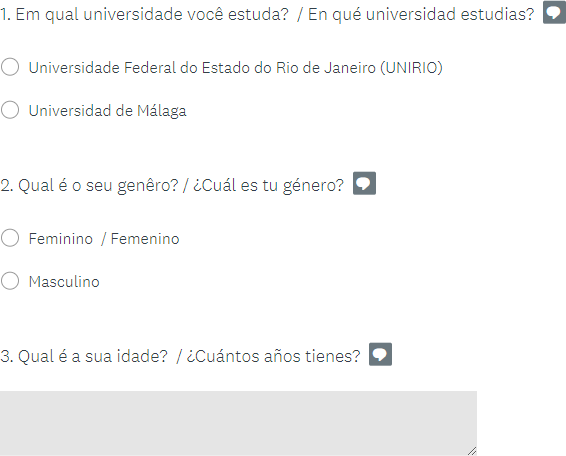 1. Em qual universidade você estuda? / En qué universidad estudias?
Universidade Federal do Estado do Rio de Janeiro (UNIRIO)
Universidad de Málaga
2. Qual é o seu genêro? / ¿Cuál es tu género?
Feminino / Femenino
Masculino
3. Qual é a sua idade? / ¿Cuántos años tienes?